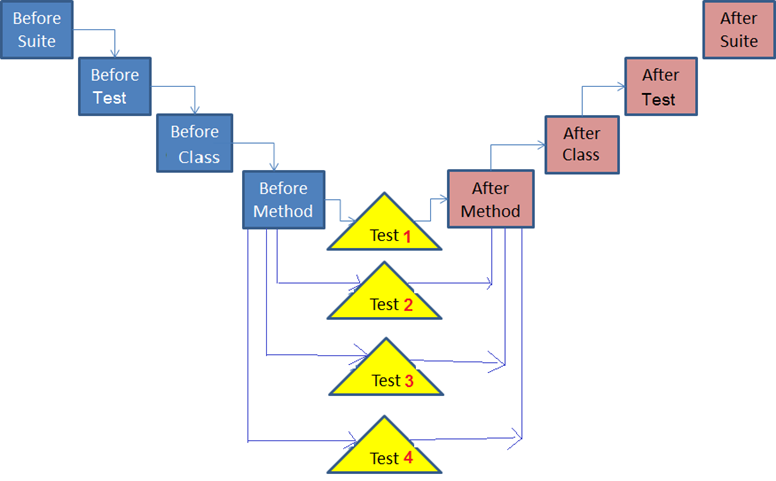 Before
Suite
Before
Test
Before
Class
Before
Method
Test 1
Test 2
Test 3
Test 4
After
Method
After
Class
After
Test
After
Suite